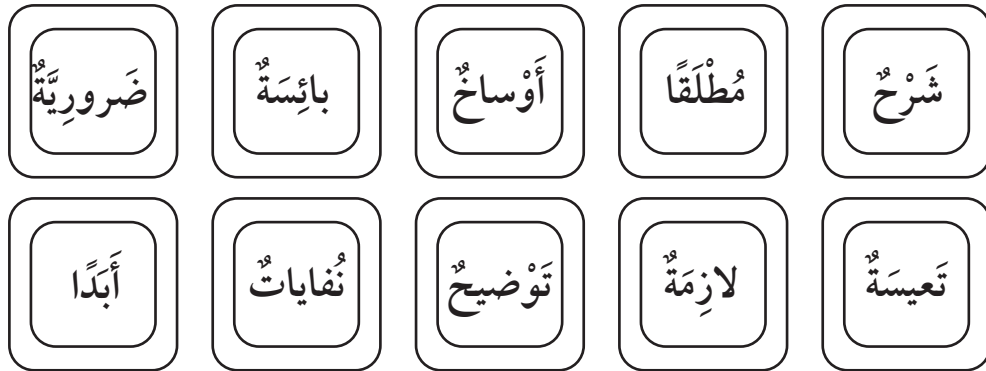 شَرْحٌ مُطْلَقًا أَوْساخٌ بائِسَةٌ ضَرورِيَّةٌ
تَعيسَةٌ لازِمَةٌ تَوْضيحٌ نُفاياتٌ أَبَدًا